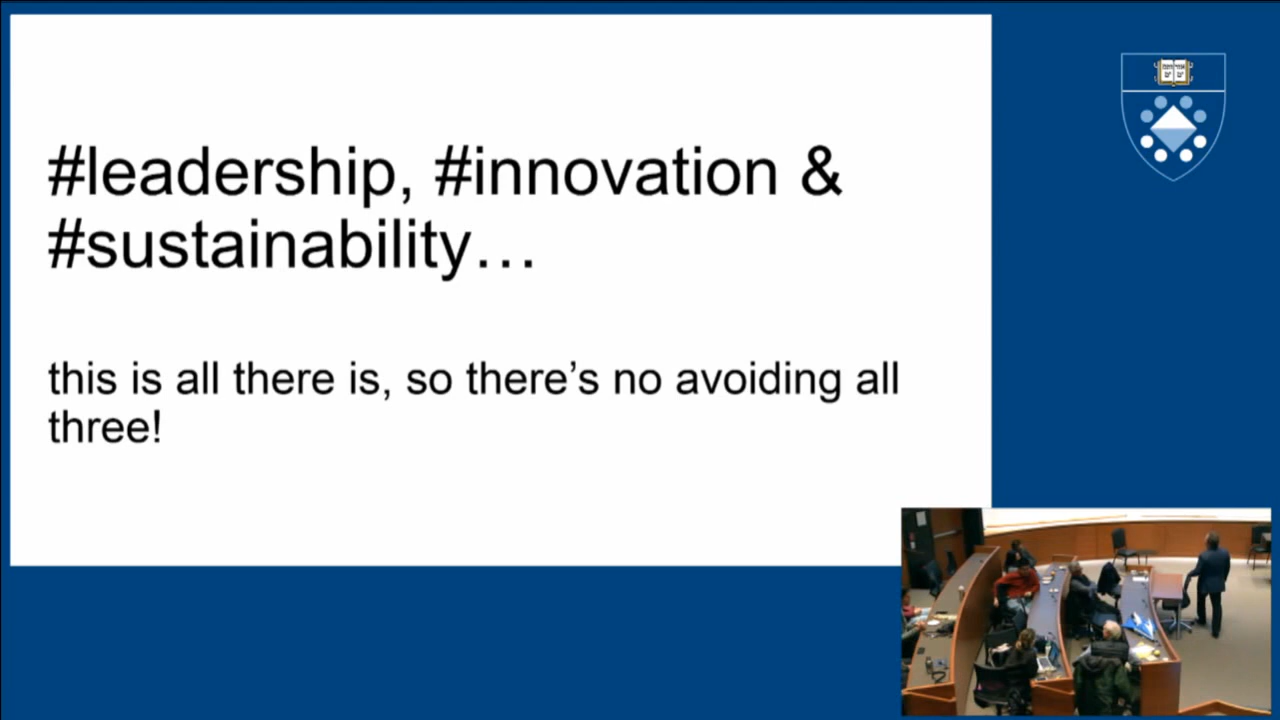 #leadership, #innovation &
#sustainability…
this is all there is, so there’s no avoiding all
three!